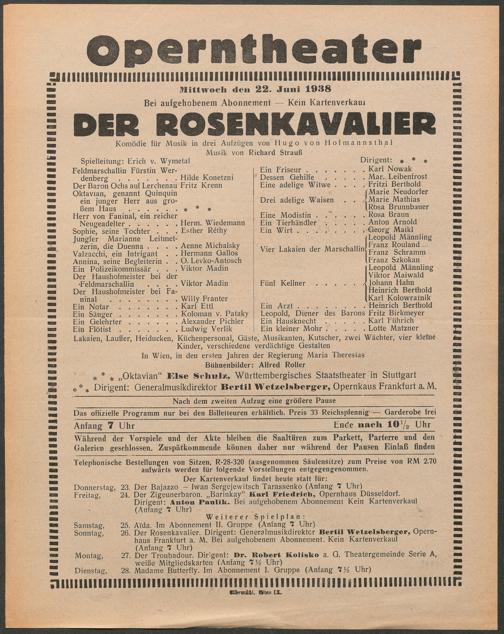 Operntheater
Mittwoch den 22. Juni 1938
Bei aufgehobenem Abonnement — Kein Kartenverkauf
DER ROSENKAVALIER
Komödie für Musik in drei Aufzügen von Hugo von Hofmannsthal
Musik von Richard Strauß
Spielleitung: Erich v. Wymetal
Dirigent: * * *
Feldmarschallin Fürstin Wer-
denberg . . . . . . . Hilde Konetzni
Der Baron Ochs auf Lerchenau Fritz Krenn
Oktavian, genannt Quinquin
ein junger Herr aus gro-
ßem Haus . . . . . . * * *
Herr von Faninal, ein reicher
Neugeadelter . . . . . Herm. Wiedemann
Sophie, seine Tochter . . . Esther Réthy
Jungfer Marianne Leitmet-
zerin, die Duenna . . . . Aenne Michalsky
Valzacchi, ein Intrigant . . Hermann Gallos
Annina, seine Begleiterin . . O. Levko-Antosch
Ein Polizeikommissär . . . Viktor Madin
Der Haushofmeister bei der
Feldmarschallin . . . . Viktor Madin
Der Haushofmeister bei Fa-
ninal . . . . . . . Willy Franter
Ein Notar . . . . . . . Karl Ettl
Ein Sänger . . . . . . Koloman v. Pataky
Ein Gelehrter . . . . . Alexander Pichler
Ein Flötist . . . . . . Ludwig Verlik
Ein Friseur . . . . . . Karl Nowak
Dessen Gehilfe . . . . . Mar. Leibenfrost
Eine adelige Witwe . . . Fritzi Berthold
Drei adelige Waisen . . . Marie Neudorfer
Marie Mathias
Rosa Brunnbauer
Eine Modistin . . . . . Rosa Braun
Ein Tierhändler . . . . Anton Arnold
Ein Wirt . . . . . . . Georg Maikl
Vier Lakaien der Marschallin Leopold Männling
Franz Rouland
Franz Schramm
Franz Szkokan
Fünf Kellner . . . . . Leopold Männling
Viktor Maiwald
Johann Hahn
Heinrich Berthold
Karl Kolowratnik
Ein Arzt . . . . . . . Heinrich Berthold
Leopold, Diener des Barons Fritz Birkmeyer
Ein Hausknecht . . . . Karl Führich
Ein kleiner Mohr . . . . Lotte Matzner
Lakaien, Laufer, Heiducken, Küchenpersonal, Gäste, Musikanten, Kutscher, zwei Wächter, vier kleine
Kinder, verschiedene verdächtige Gestalten
In Wien, in den ersten Jahren der Regierung Maria Theresias
Bühnenbilder: Alfred Roller
* * * „Oktavian" Else Schulz, Württembergisches Staatstheater in Stuttgart
* * * Dirigent: Generalmusikdirektor Bertil Wetzelsberger, Opernhaus Frankfurt a. M.
Nach dem zweiten Aufzug eine größere Pause
Das offizielle Programm nur bei den Billetteuren erhältlich. Preis 33 Reichspfennig — Garderobe frei
Anfang 7 Uhr
Ende nach 10½ Uhr
Während der Vorspiele und der Akte bleiben die Saaltüren zum Parkett, Parterre und den
Galerien geschlossen. Zuspätkommende können daher nur während der Pausen Einlaß finden
Telephonische Bestellungen von Sitzen, R-28-320 (ausgenommen Säulensitze) zum Preise von RM 2.70
aufwärts werden für folgende Vorstellungen entgegengenommen.
Der Kartenverkauf findet heute statt für:
Donnerstag, 23. Der Bajazzo — Iwan Sergejewitsch Tarassenko (Anfang 7 Uhr)
Freitag, 24. Der Zigeunerbaron. „Barinkay" Karl Friedrich, Opernhaus Düsseldorf.
Dirigent: Anton Paulik. Bei aufgehobenem Abonnement Kein Kartenverkauf
(Anfang 7 Uhr)
Weiterer Spielplan:
Samstag, 25. Aïda. Im Abonnement II. Gruppe (Anfang 7 Uhr)
Sonntag, 26. Der Rosenkavalier. Dirigent: Generalmusikdirektor Bertil Wetzelsberger, Opern-
haus Frankfurt a. M. Bei aufgehobenem Abonnement. Kein Kartenverkauf
(Anfang 7 Uhr)
Montag, 27. Der Troubadour. Dirigent: Dr. Robert Kolisko a. G. Theatergemeinde Serie A,
weiße Mitgliedskarten (Anfang 7½ Uhr)
Dienstag, 28. Madame Butterfly. Im Abonnement I. Gruppe (Anfang 7½ Uhr)
Elbemühl, Wien IX.